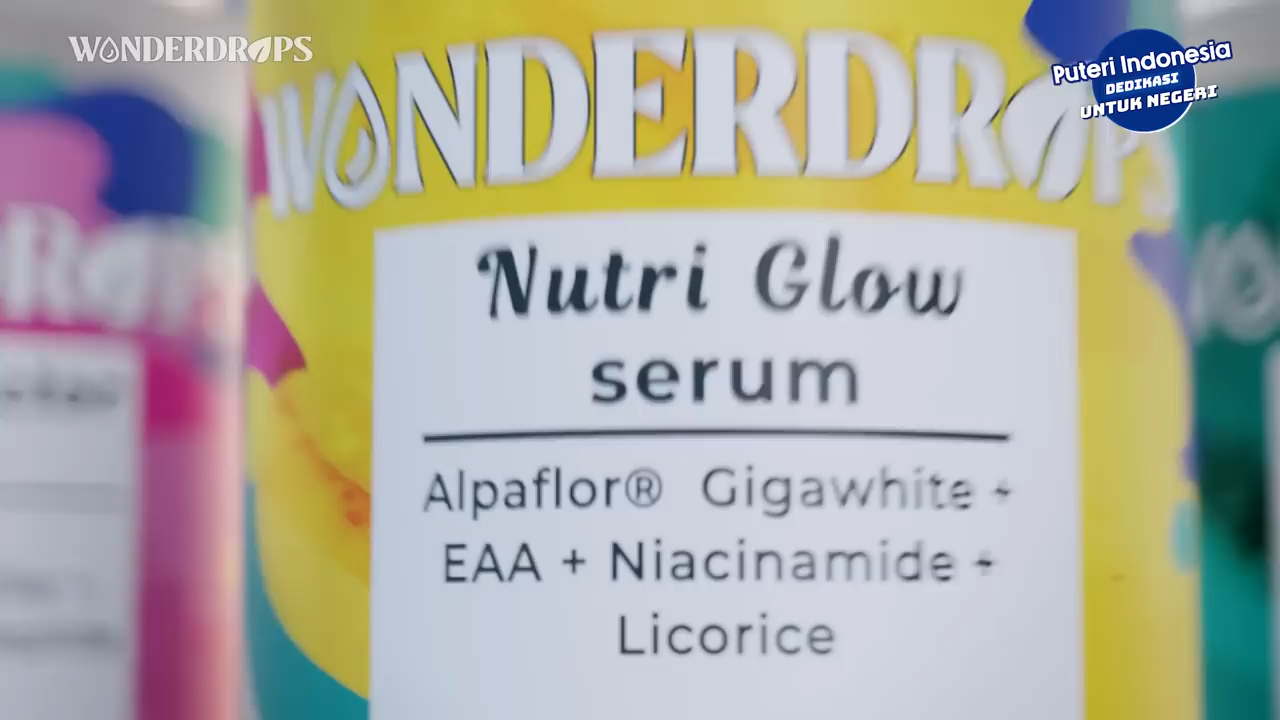 WONDERDROPS
Puteri Indonesia
DEDIKASI
UNTUK NEGERI
WONDERDROPS
Nutri Glow
serum
Alpaflor® Gigawhite +
EAA + Niacinamide +
Licorice